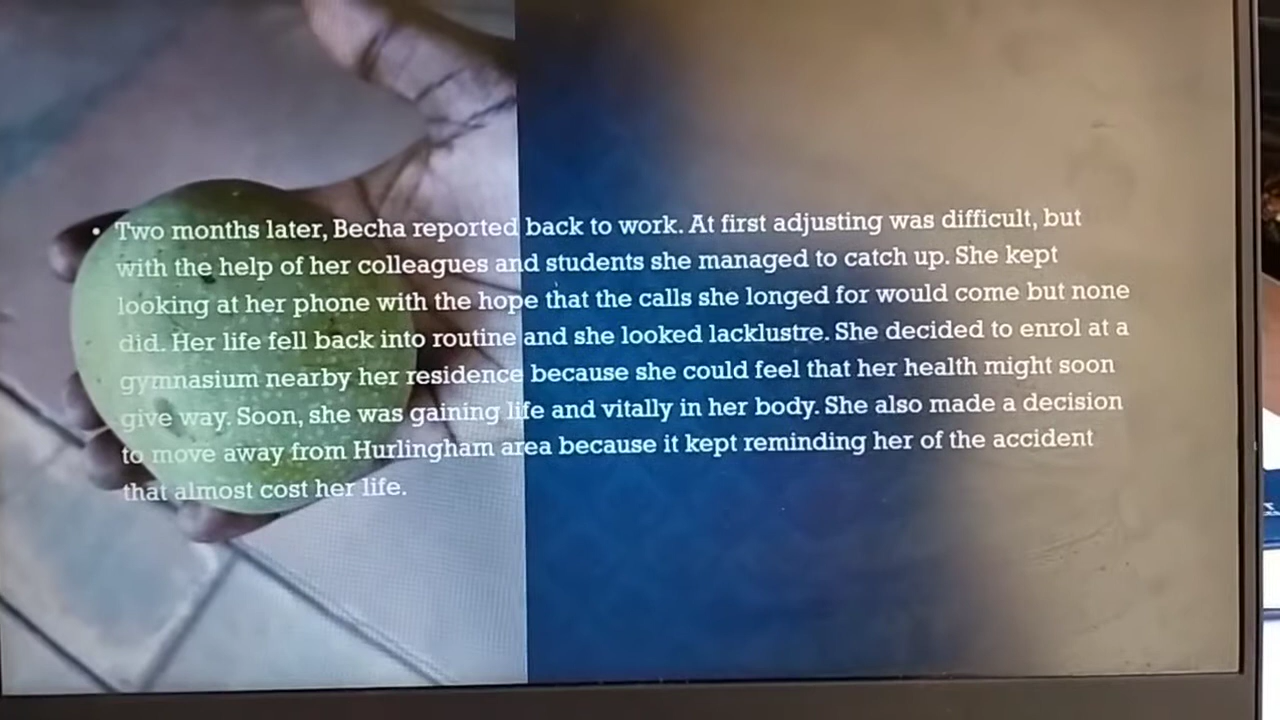 • Two months later, Becha reported back to work. At first adjusting was difficult, but
with the help of her colleagues and students she managed to catch up. She kept
looking at her phone with the hope that the calls she longed for would come but none
did. Her life fell back into routine and she looked lacklustre. She decided to enrol at a
gymnasium nearby her residence because she could feel that her health might soon
give way. Soon, she was gaining life and vitally in her body. She also made a decision
to move away from Hurlingham area because it kept reminding her of the accident
that almost cost her life.